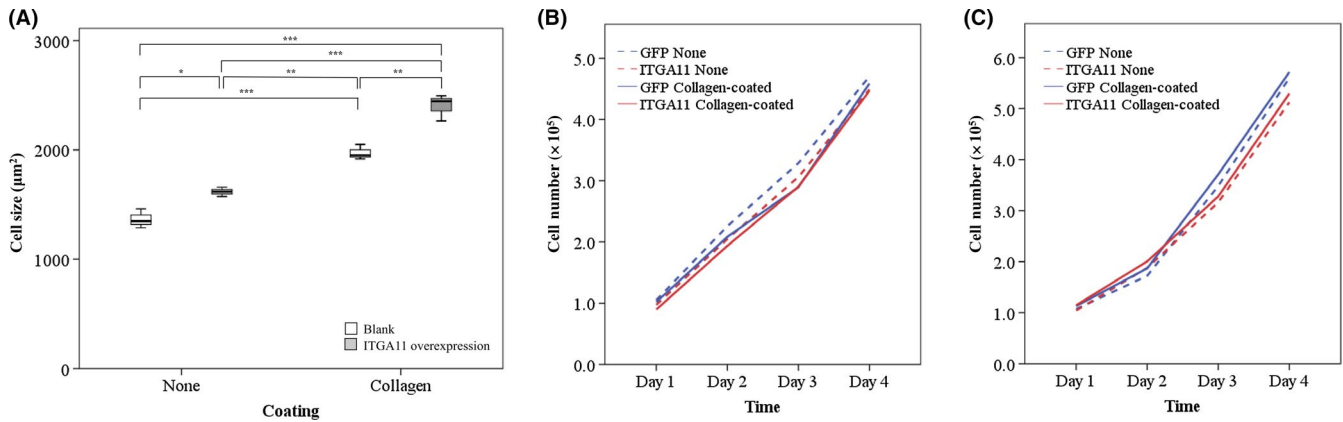 (A)
Cell size (μm²)
3000
2000
1000
0
***
***
*
**
**
***
Blank
ITGA11 overexpression
None
Collagen
Coating
(B)
Cell number (× 10⁵)
5.0
4.0
3.0
2.0
1.0
0.0
GFP None
ITGA11 None
GFP Collagen-coated
ITGA11 Collagen-coated
Day 1
Day 2
Day 3
Day 4
Time
(C)
Cell number (× 10⁵)
6.0
5.0
4.0
3.0
2.0
1.0
0.0
GFP None
ITGA11 None
GFP Collagen-coated
ITGA11 Collagen-coated
Day 1
Day 2
Day 3
Day 4
Time